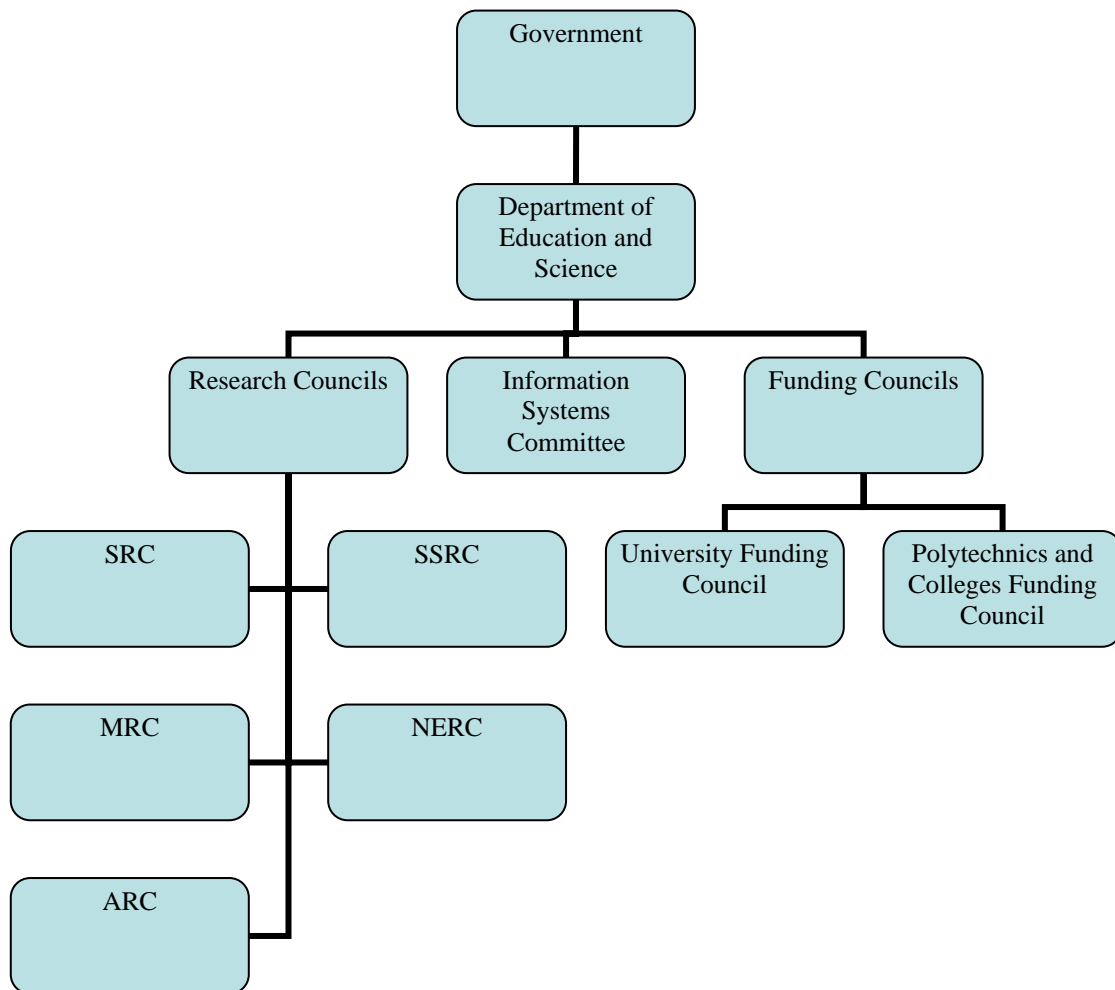 Government
Department of
Education and
Science
Research Councils
Information
Systems
Committee
Funding Councils
SRC
SSRC
University Funding
Council
Polytechnics and
Colleges Funding
Council
MRC
NERC
ARC